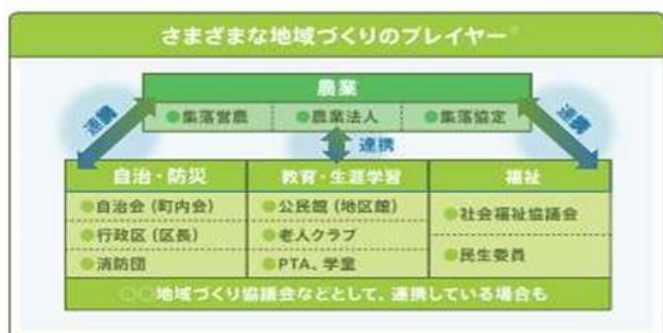 さまざまな地域づくりのプレイヤー
農業
●集落営農 ●農業法人 ●集落協定
連携 連携 連携
自治・防災 教育・生涯学習 福祉
●自治会(町内会) ●公民館(地区館) ●社会福祉協議会
●行政区(区長) ●老人クラブ ●民生委員
●消防団 ●PTA、学童
○○地域づくり協議会などとして、連携している場合も